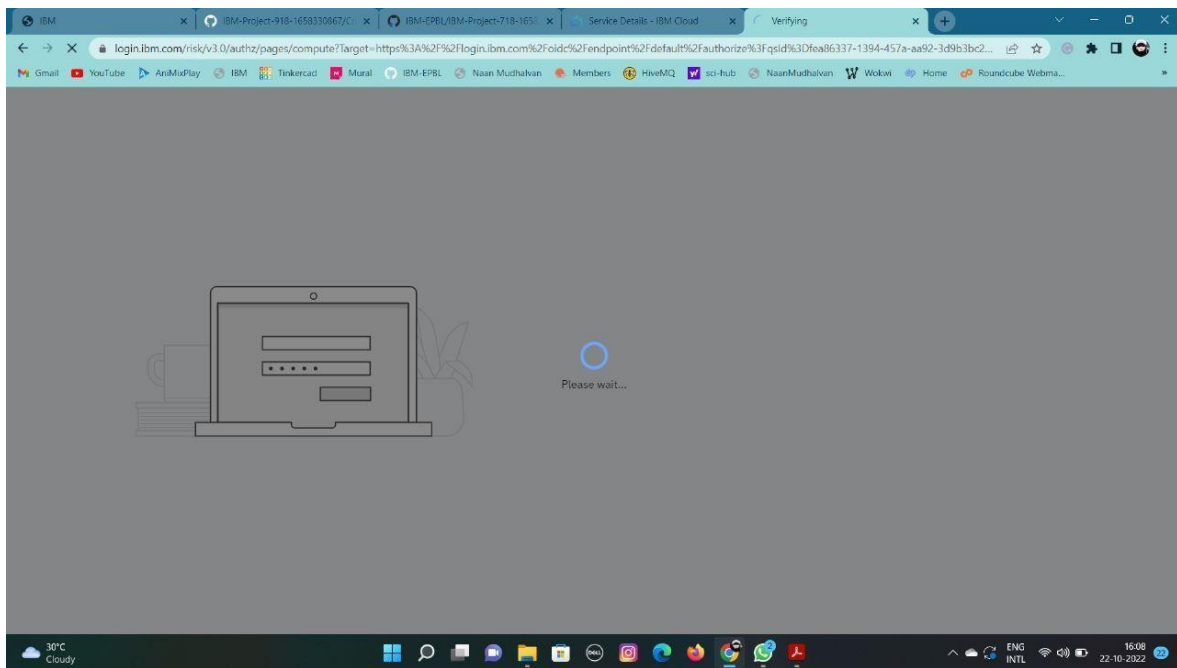 IBM
IBM-Project-918-1658330867/C
IBM-EPBL/IBM-Project-718-1658
Service Details - IBM Cloud
Verifying
login.ibm.com/risk/v3.0/authz/pages/compute?Target=https%3A%2F%2Flogin.ibm.com%2Foidc%2Fendpoint%2Fdefault%2Fauthorize%3Fqsid%3Dfea86337-1394-457a-aa92-3d9b3bc2...
Gmail YouTube AniMixPlay IBM Tinkercad Mural IBM-EPBL Naan Mudhalvan Members HiveMQ sci-hub NaanMudhalvan Wokwi Home Roundcube Webma...
Please wait...
30°C
Cloudy
ENG
INTL
16:08
22-10-2022
22